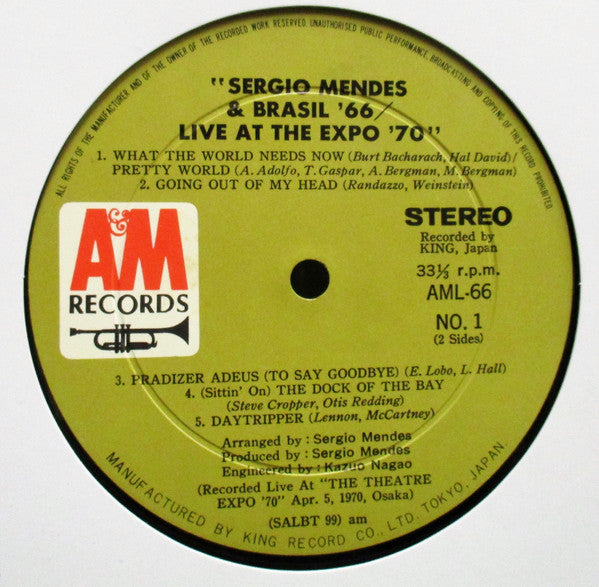 ALL RIGHTS OF THE MANUFACTURER AND OF THE OWNER OF THE RECORDED WORK RESERVED. UNAUTHORISED PUBLIC PERFORMANCE, BROADCASTING AND COPYING OF THIS RECORD PROHIBITED
"SERGIO MENDES
& BRASIL '66/
LIVE AT THE EXPO '70"
1. WHAT THE WORLD NEEDS NOW (Burt Bacharach, Hal David)/
PRETTY WORLD (A. Adolfo, T. Gaspar, A. Bergman, M. Bergman)
2. GOING OUT OF MY HEAD (Randazzo, Weinstein)
A&M
RECORDS
STEREO
Recorded by
KING, Japan
33⅓ r.p.m.
AML-66
NO. 1
(2 Sides)
3. PRADIZER ADEUS (TO SAY GOODBYE) (E. Lobo, L. Hall)
4. (Sittin' On) THE DOCK OF THE BAY
(Steve Cropper, Otis Redding)
5. DAYTRIPPER (Lennon, McCartney)
Arranged by : Sergio Mendes
Produced by : Sergio Mendes
Engineered by : Kazuo Nagao
(Recorded Live At "THE THEATRE
EXPO '70" Apr. 5, 1970, Osaka)
(SALBT 99) am
MANUFACTURED BY KING RECORD CO., LTD. TOKYO, JAPAN.